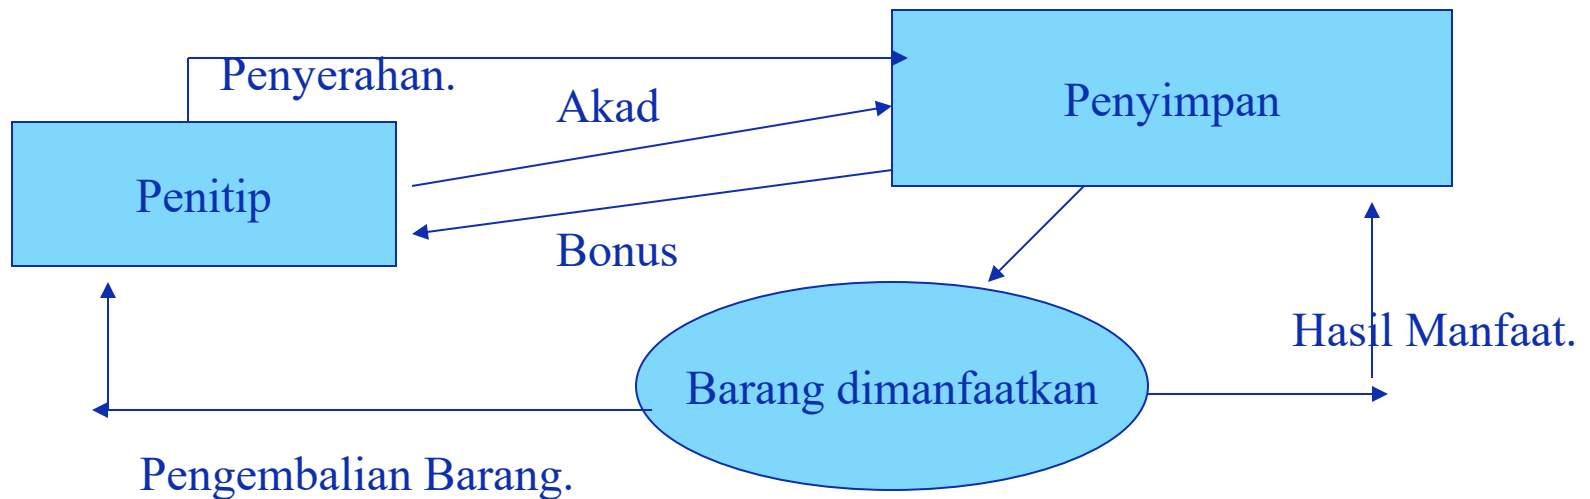 Penyerahan.
Akad
Penyimpan
Penitip
Bonus
Hasil Manfaat.
Barang dimanfaatkan
Pengembalian Barang.